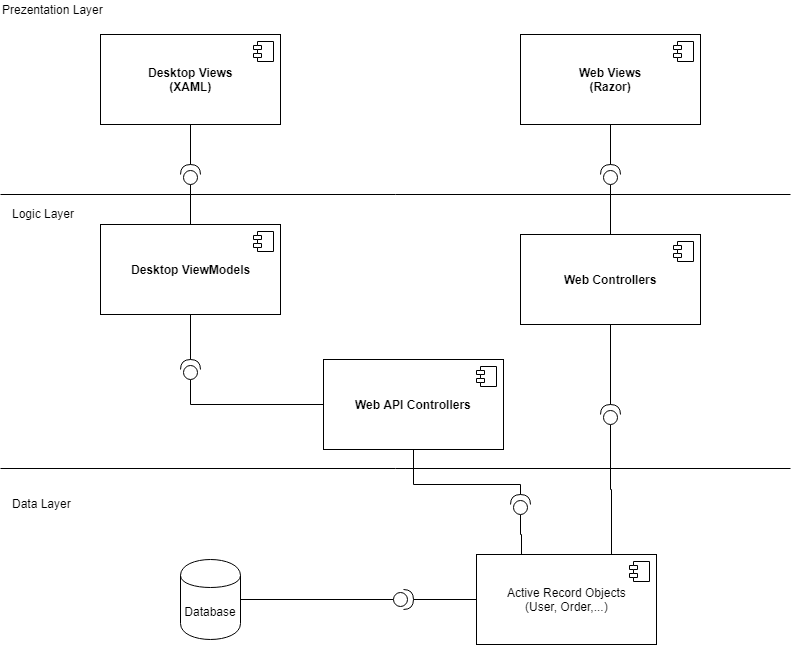 Prezentation Layer
Desktop Views
(XAML)
Web Views
(Razor)
Logic Layer
Desktop ViewModels
Web Controllers
Web API Controllers
Data Layer
Active Record Objects
(User, Order,...)
Database